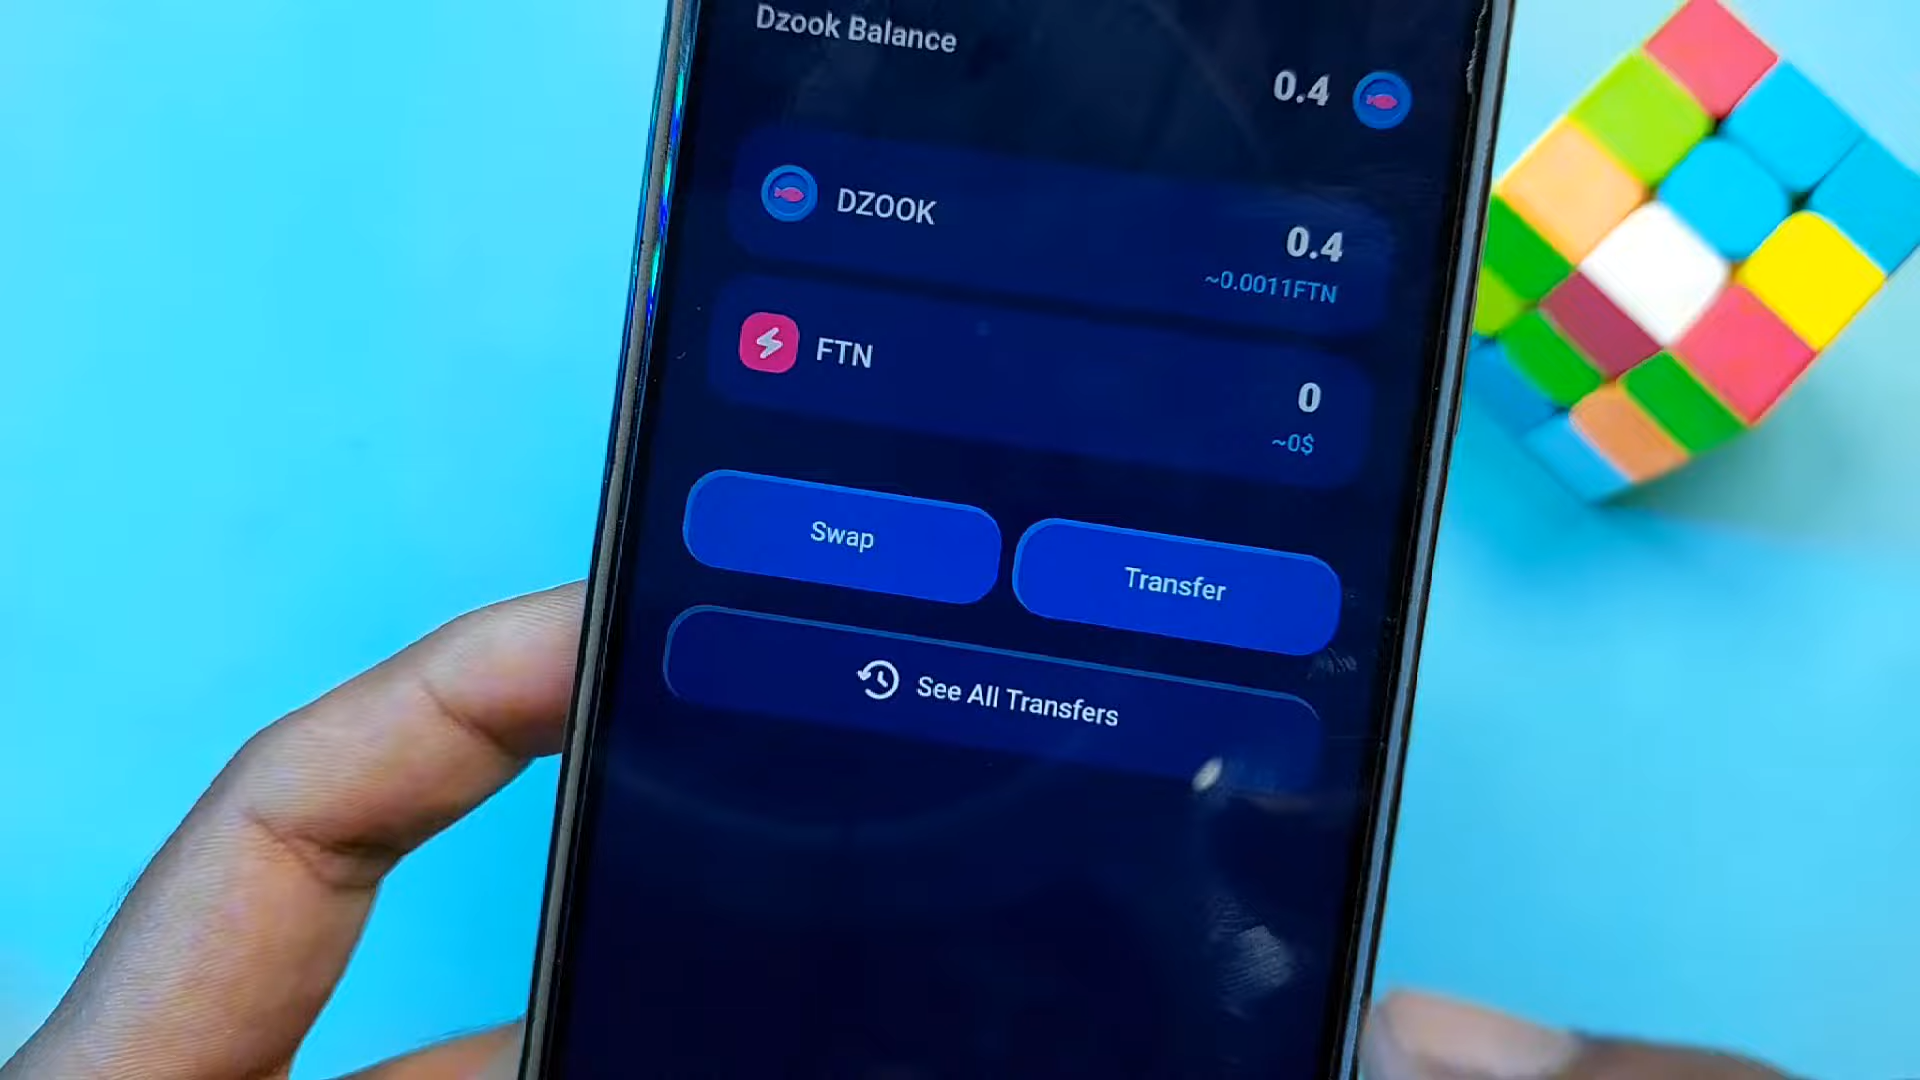 Dzook Balance
0.4
DZOOK
0.4
~0.0011FTN
FTN
0
~0$
Swap
Transfer
See All Transfers